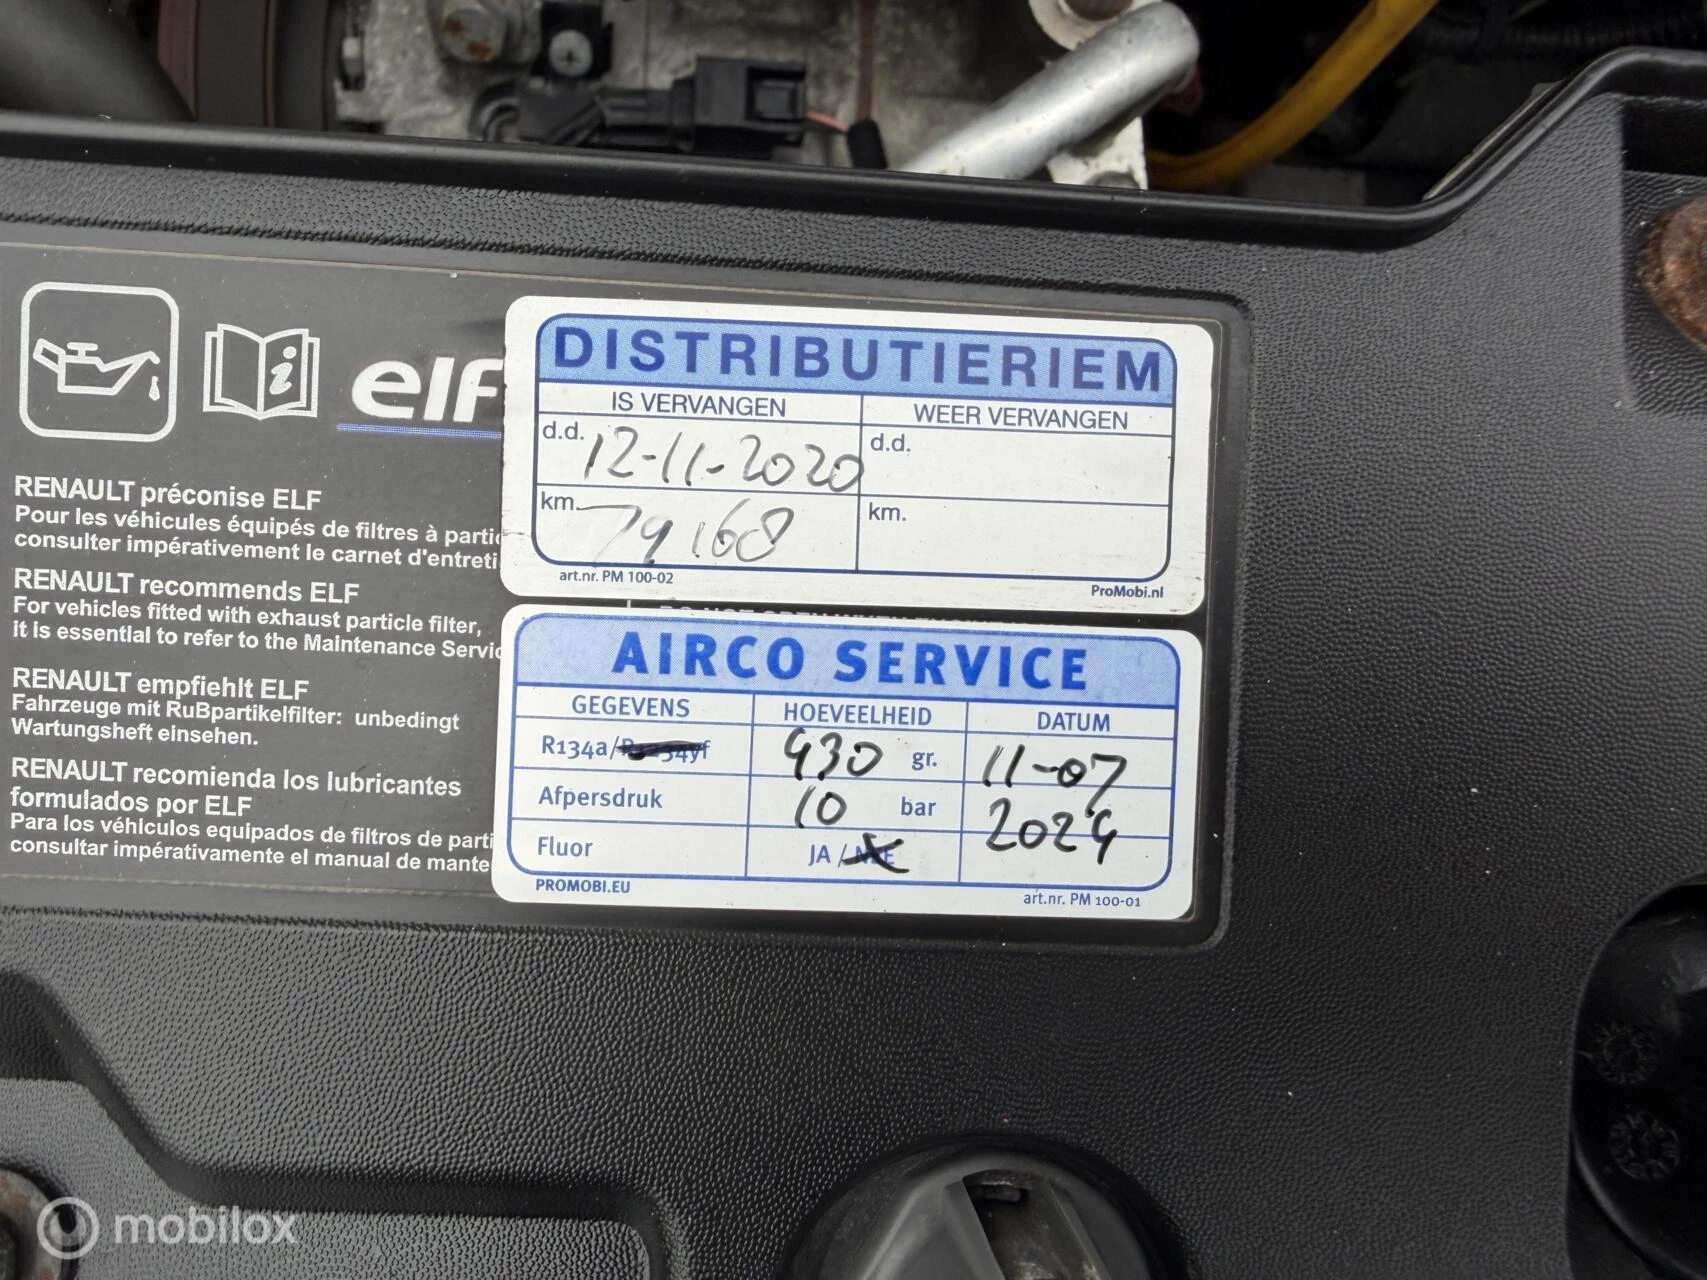 elf
RENAULT préconise ELF
Pour les véhicules équipés de filtres à partic
consulter impérativement le carnet d'entreti
RENAULT recommends ELF
For vehicles fitted with exhaust particle filter,
it is essential to refer to the Maintenance Servic
RENAULT empfiehlt ELF
Fahrzeuge mit RuBpartikelfilter: unbedingt
Wartungsheft einsehen.
RENAULT recomienda los lubricantes
formulados por ELF
Para los véhiculos equipados de filtros de parti
consultar impérativamente el manual de mante
DISTRIBUTIERIEM
IS VERVANGEN WEER VERVANGEN
d.d. 12-11-2020 d.d.
km. 79168 km.
art.nr. PM 100-02 ProMobi.nl
AIRCO SERVICE
GEGEVENS HOEVEELHEID DATUM
R134a/R1234yf 430 gr. 11-07
Afpersdruk 10 bar 2024
Fluor JA / NEE
PROMOBI.EU art.nr. PM 100-01
mobilox